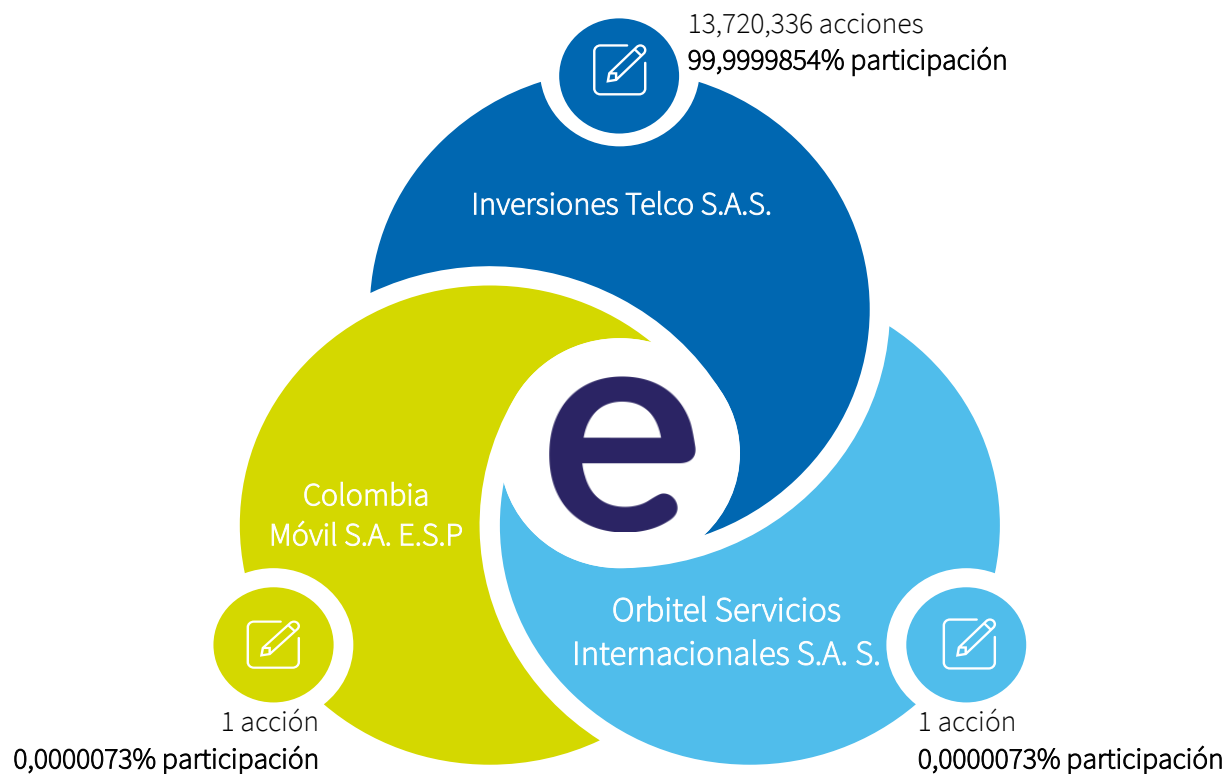 13,720,336 acciones
99,9999854% participación
Inversiones Telco S.A.S.
e
Colombia
Móvil S.A. E.S.P
Orbitel Servicios
Internacionales S.A. S.
1 acción
0,0000073% participación
1 acción
0,0000073% participación